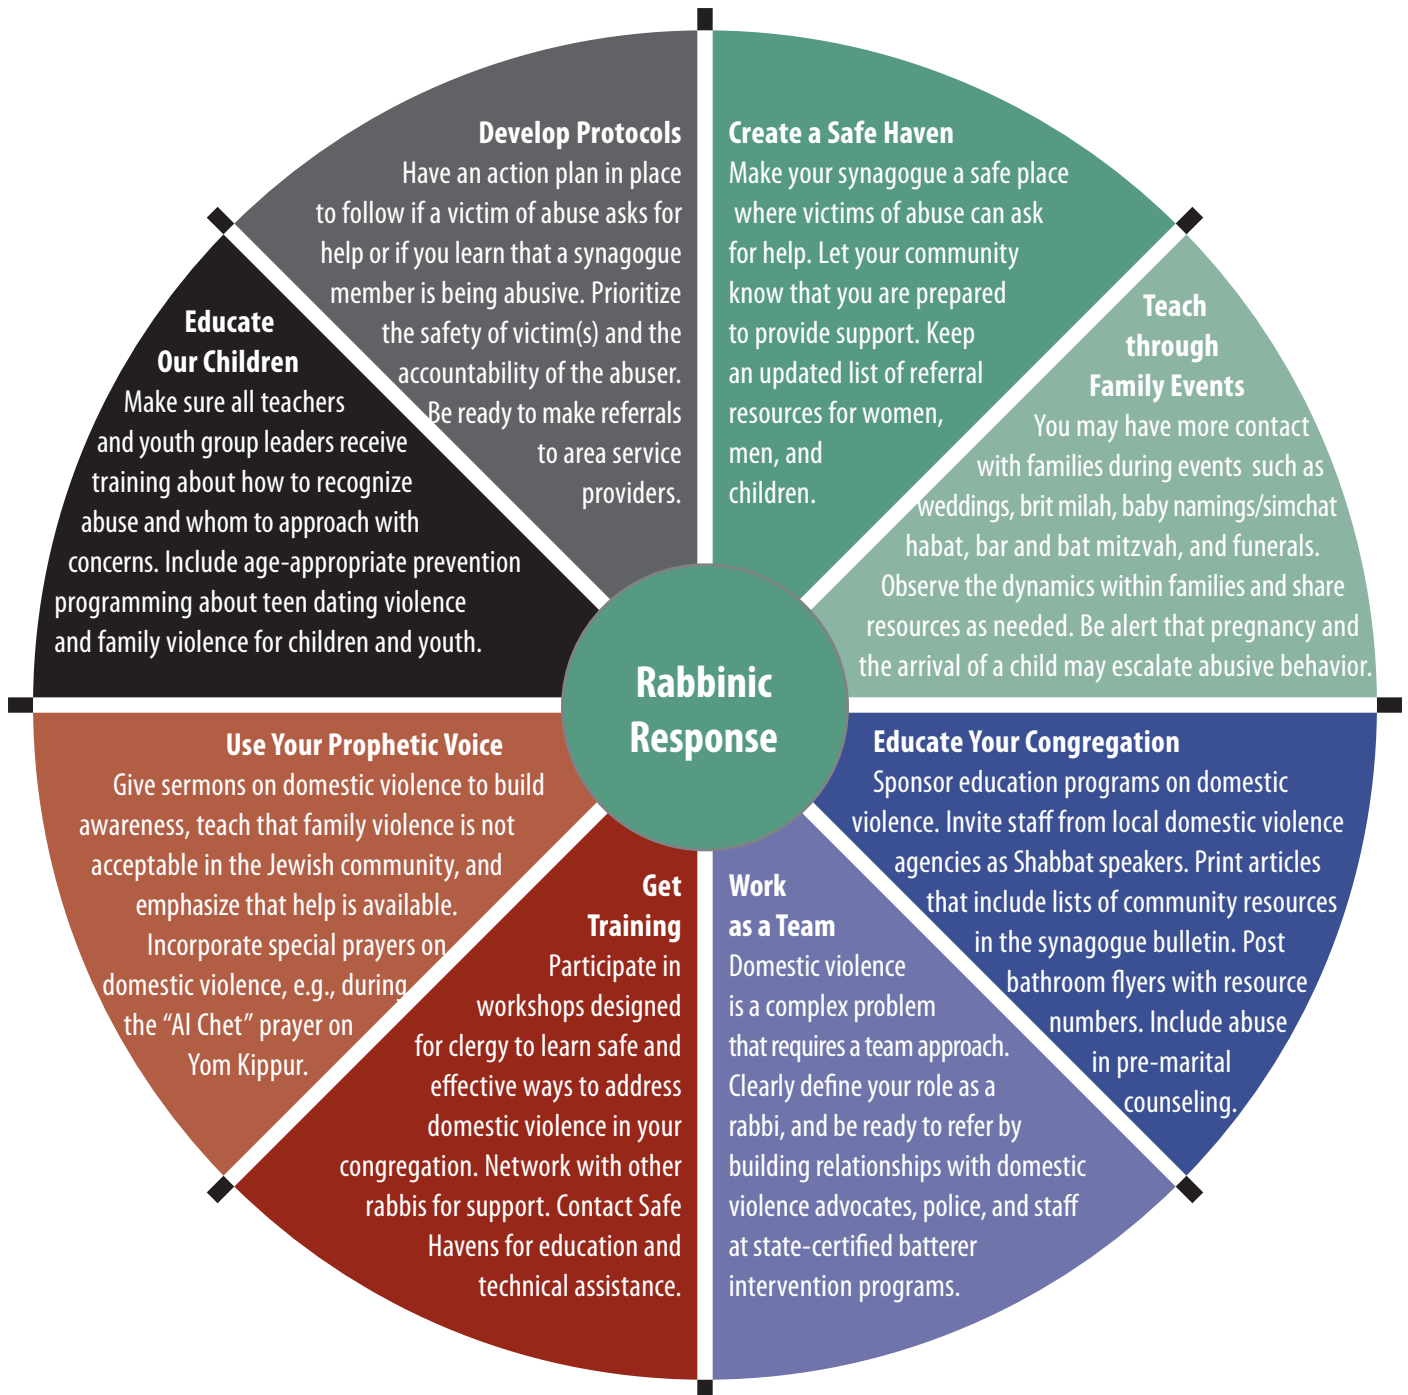 Create a Safe Haven
Make your synagogue a safe place
where victims of abuse can ask
for help. Let your community
know that you are prepared
to provide support. Keep
an updated list of referral
resources for women,
men, and
children.
Teach
through
Family Events
You may have more contact
with families during events such as
weddings, brit milah, baby namings/simchat
habat, bar and bat mitzvah, and funerals.
Observe the dynamics within families and share
resources as needed. Be alert that pregnancy and
the arrival of a child may escalate abusive behavior.
Educate Your Congregation
Sponsor education programs on domestic
violence. Invite staff from local domestic violence
agencies as Shabbat speakers. Print articles
that include lists of community resources
in the synagogue bulletin. Post
bathroom flyers with resource
numbers. Include abuse
in pre-marital
counseling.
Work
as a Team
Domestic violence
is a complex problem
that requires a team approach.
Clearly define your role as a
rabbi, and be ready to refer by
building relationships with domestic
violence advocates, police, and staff
at state-certified batterer
intervention programs.
Get
Training
Participate in
workshops designed
for clergy to learn safe and
effective ways to address
domestic violence in your
congregation. Network with other
rabbis for support. Contact Safe
Havens for education and
technical assistance.
Use Your Prophetic Voice
Give sermons on domestic violence to build
awareness, teach that family violence is not
acceptable in the Jewish community, and
emphasize that help is available.
Incorporate special prayers on
domestic violence, e.g., during
the “Al Chet” prayer on
Yom Kippur.
Educate
Our Children
Make sure all teachers
and youth group leaders receive
training about how to recognize
abuse and whom to approach with
concerns. Include age-appropriate prevention
programming about teen dating violence
and family violence for children and youth.
Develop Protocols
Have an action plan in place
to follow if a victim of abuse asks for
help or if you learn that a synagogue
member is being abusive. Prioritize
the safety of victim(s) and the
accountability of the abuser.
Be ready to make referrals
to area service
providers.
Rabbinic
Response